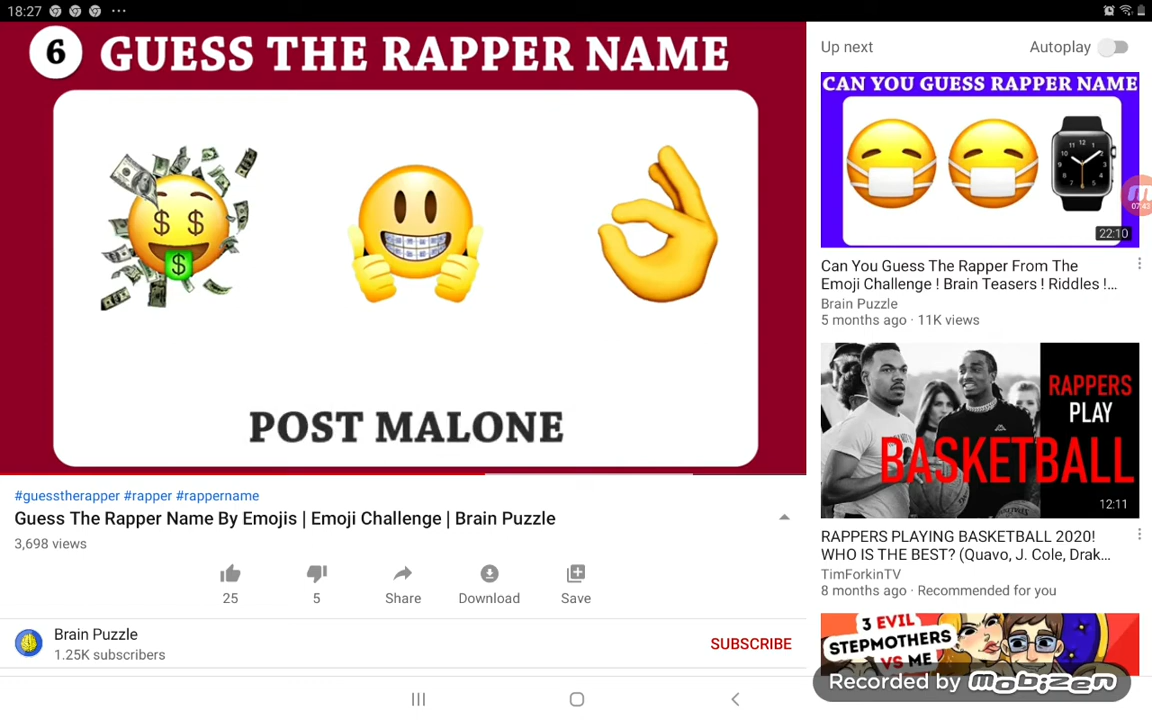 18:27
6 GUESS THE RAPPER NAME
$ $
$
POST MALONE
#guesstherapper #rapper #rappername
Guess The Rapper Name By Emojis | Emoji Challenge | Brain Puzzle
3,698 views
25
5
Share
Download
Save
Brain Puzzle
1.25K subscribers
SUBSCRIBE
Up next
Autoplay
CAN YOU GUESS RAPPER NAME
22:10
07:43
Can You Guess The Rapper From The
Emoji Challenge ! Brain Teasers ! Riddles !...
Brain Puzzle
5 months ago · 11K views
RAPPERS
PLAY
BASKETBALL
12:11
RAPPERS PLAYING BASKETBALL 2020!
WHO IS THE BEST? (Quavo, J. Cole, Drak...
TimForkinTV
8 months ago · Recommended for you
3 EVIL
STEPMOTHERS
VS ME
Recorded by mobizen